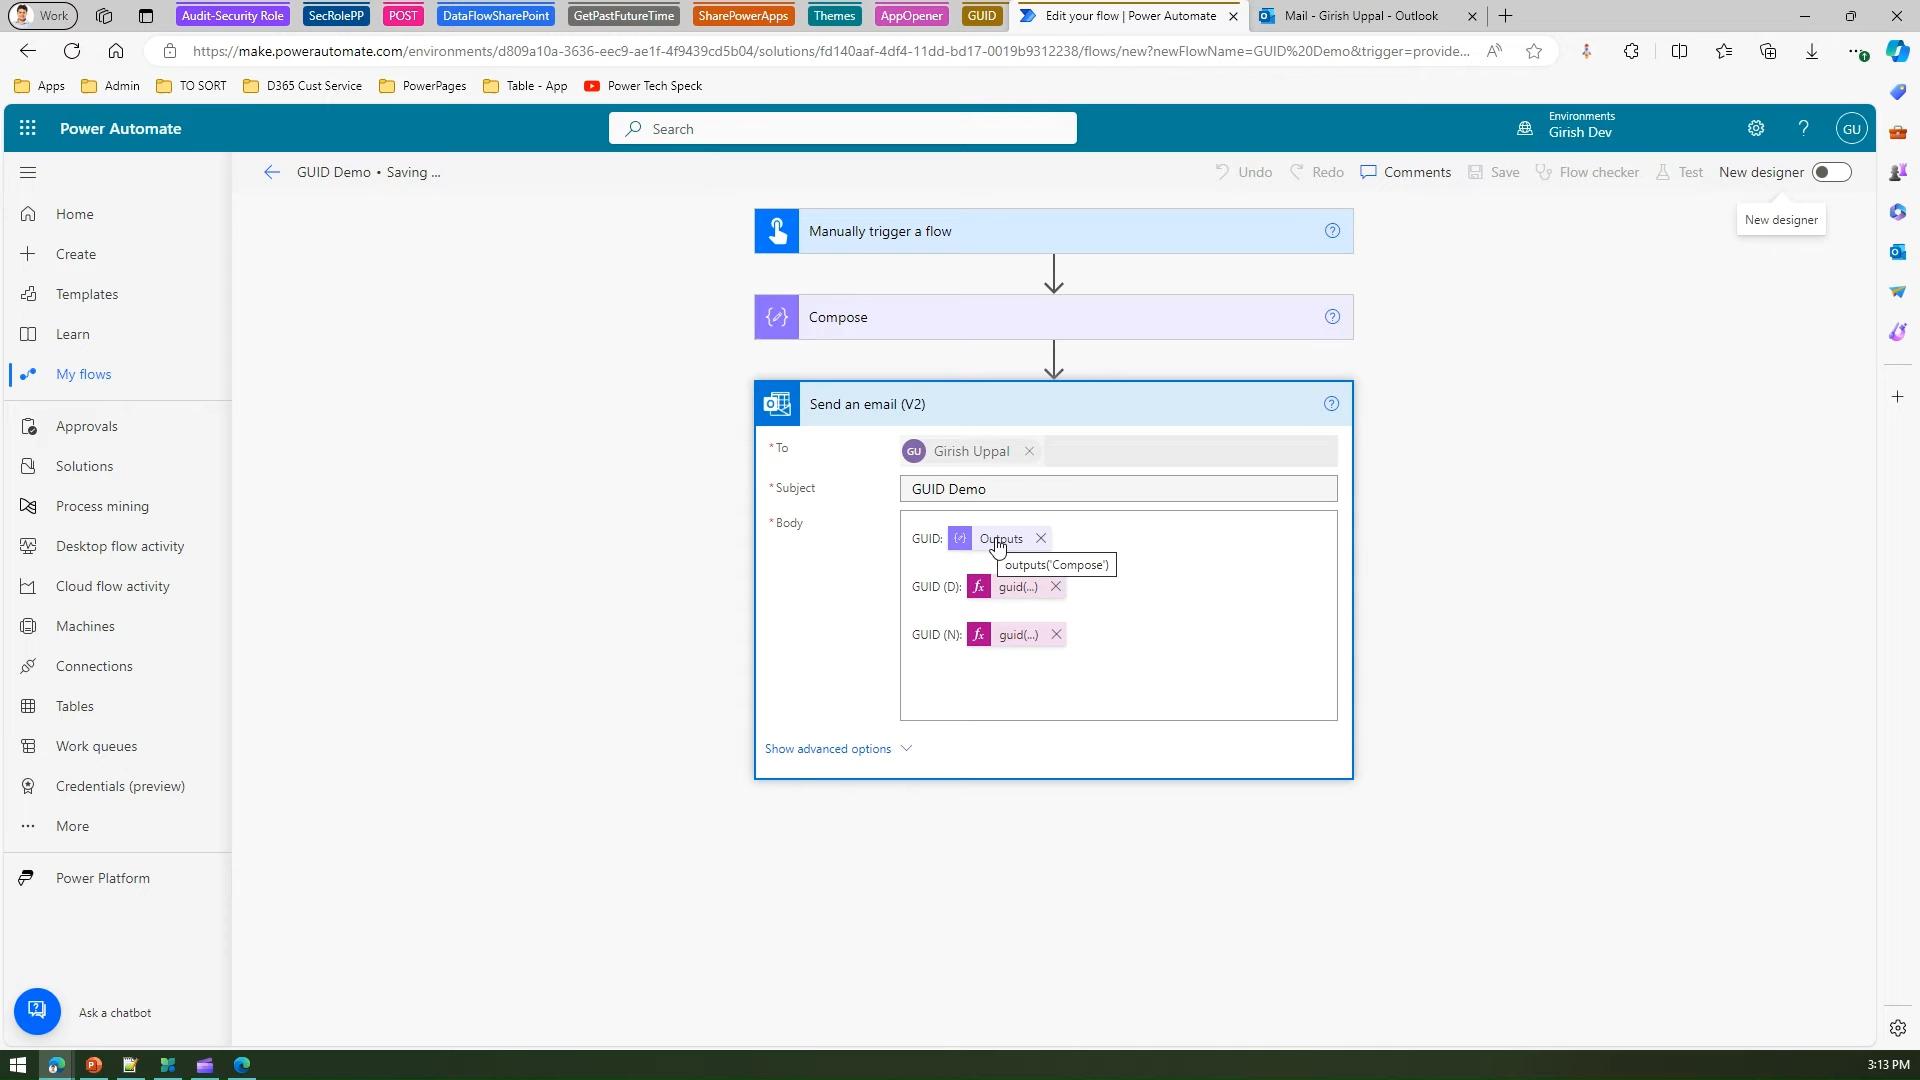 Work
Audit-Security Role
SecRolePP
POST
DataFlowSharePoint
GetPastFutureTime
SharePowerApps
Themes
AppOpener
GUID
Edit your flow | Power Automate
Mail - Girish Uppal - Outlook
https://make.powerautomate.com/environments/d809a10a-3636-eec9-ae1f-4f9439cd5b04/solutions/fd140aaf-4df4-11dd-bd17-0019b9312238/flows/new?newFlowName=GUID%20Demo&trigger=provide...
Apps
Admin
TO SORT
D365 Cust Service
PowerPages
Table - App
Power Tech Speck
Power Automate
Search
Environments
Girish Dev
?
GU
GUID Demo • Saving ...
Undo
Redo
Comments
Save
Flow checker
Test
New designer
New designer
Home
Create
Templates
Learn
My flows
Approvals
Solutions
Process mining
Desktop flow activity
Cloud flow activity
Machines
Connections
Tables
Work queues
Credentials (preview)
More
Power Platform
Ask a chatbot
Manually trigger a flow
Compose
Send an email (V2)
* To
GU Girish Uppal
* Subject
GUID Demo
* Body
GUID: Outputs
outputs('Compose')
GUID (D): fx guid(...)
GUID (N): fx guid(...)
Show advanced options
3:13 PM